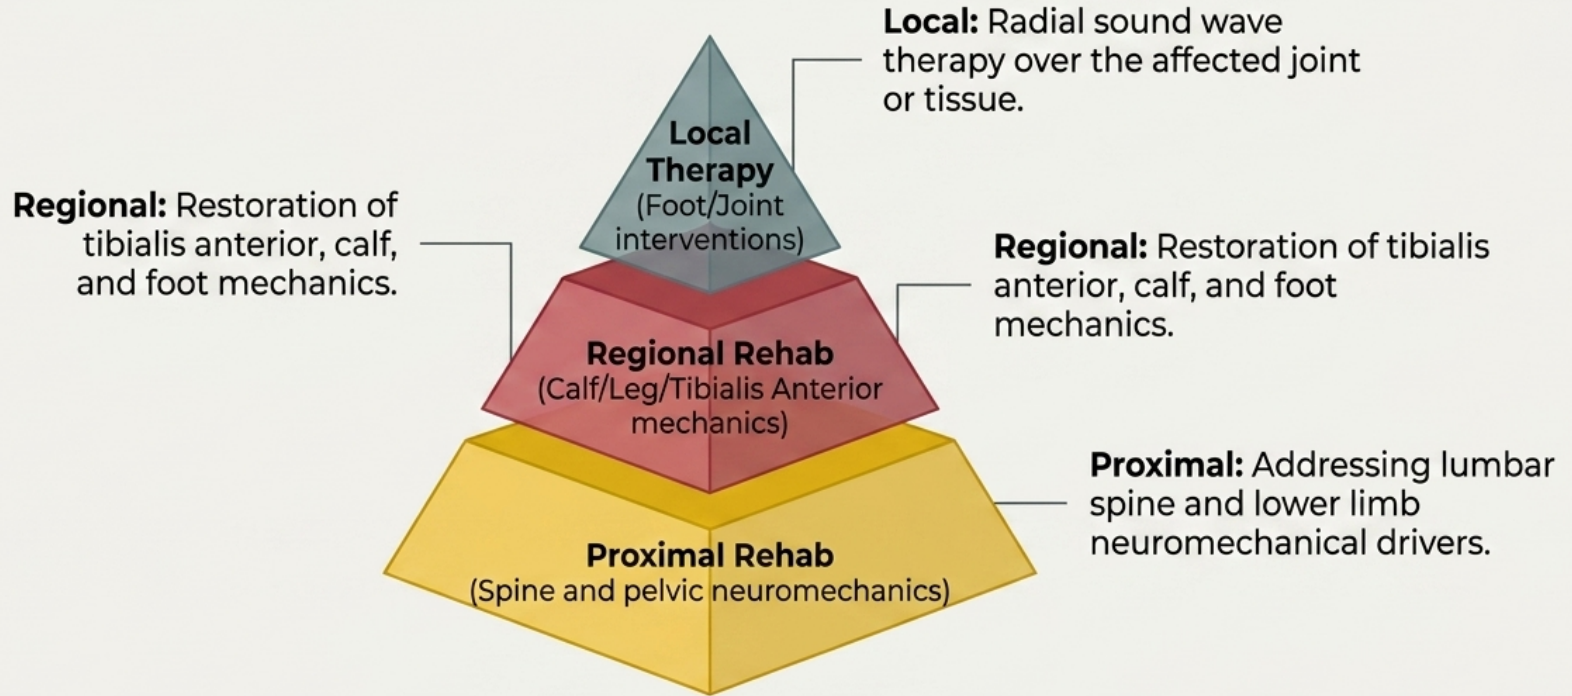 Local: Radial sound wave
therapy over the affected joint
or tissue.
Local
Therapy
(Foot/Joint
interventions)
Regional: Restoration of
tibialis anterior, calf,
and foot mechanics.
Regional: Restoration of tibialis
anterior, calf, and foot
mechanics.
Regional Rehab
(Calf/Leg/Tibialis Anterior
mechanics)
Proximal: Addressing lumbar
spine and lower limb
neuromechanical drivers.
Proximal Rehab
(Spine and pelvic neuromechanics)